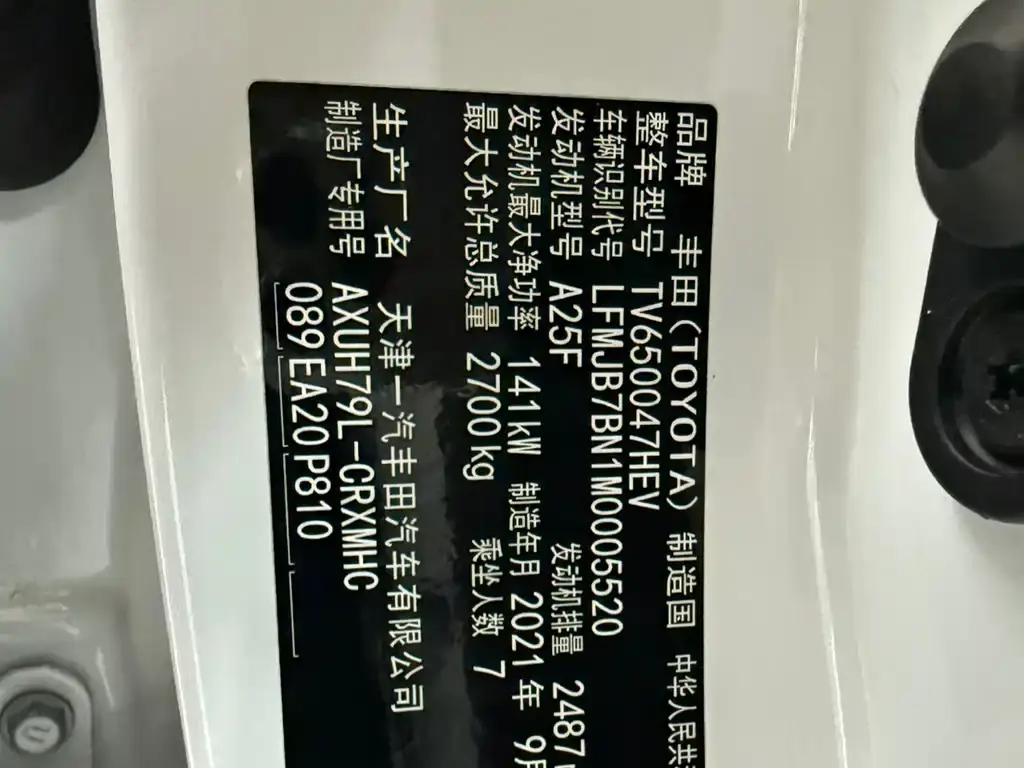 品牌 丰田(TOYOTA) 制造国 中华人民共
整车型号 TV650047HEV
车辆识别代号 LFMJB7BN1M0005520
发动机型号 A25F 发动机排量 2487
发动机最大净功率 141kW 制造年月 2021年 9月
最大允许总质量 2700kg 乘坐人数 7
生产厂名 天津一汽丰田汽车有限公司
制造厂专用号 AXUH79L-CRXMHC
089 EA20 P810